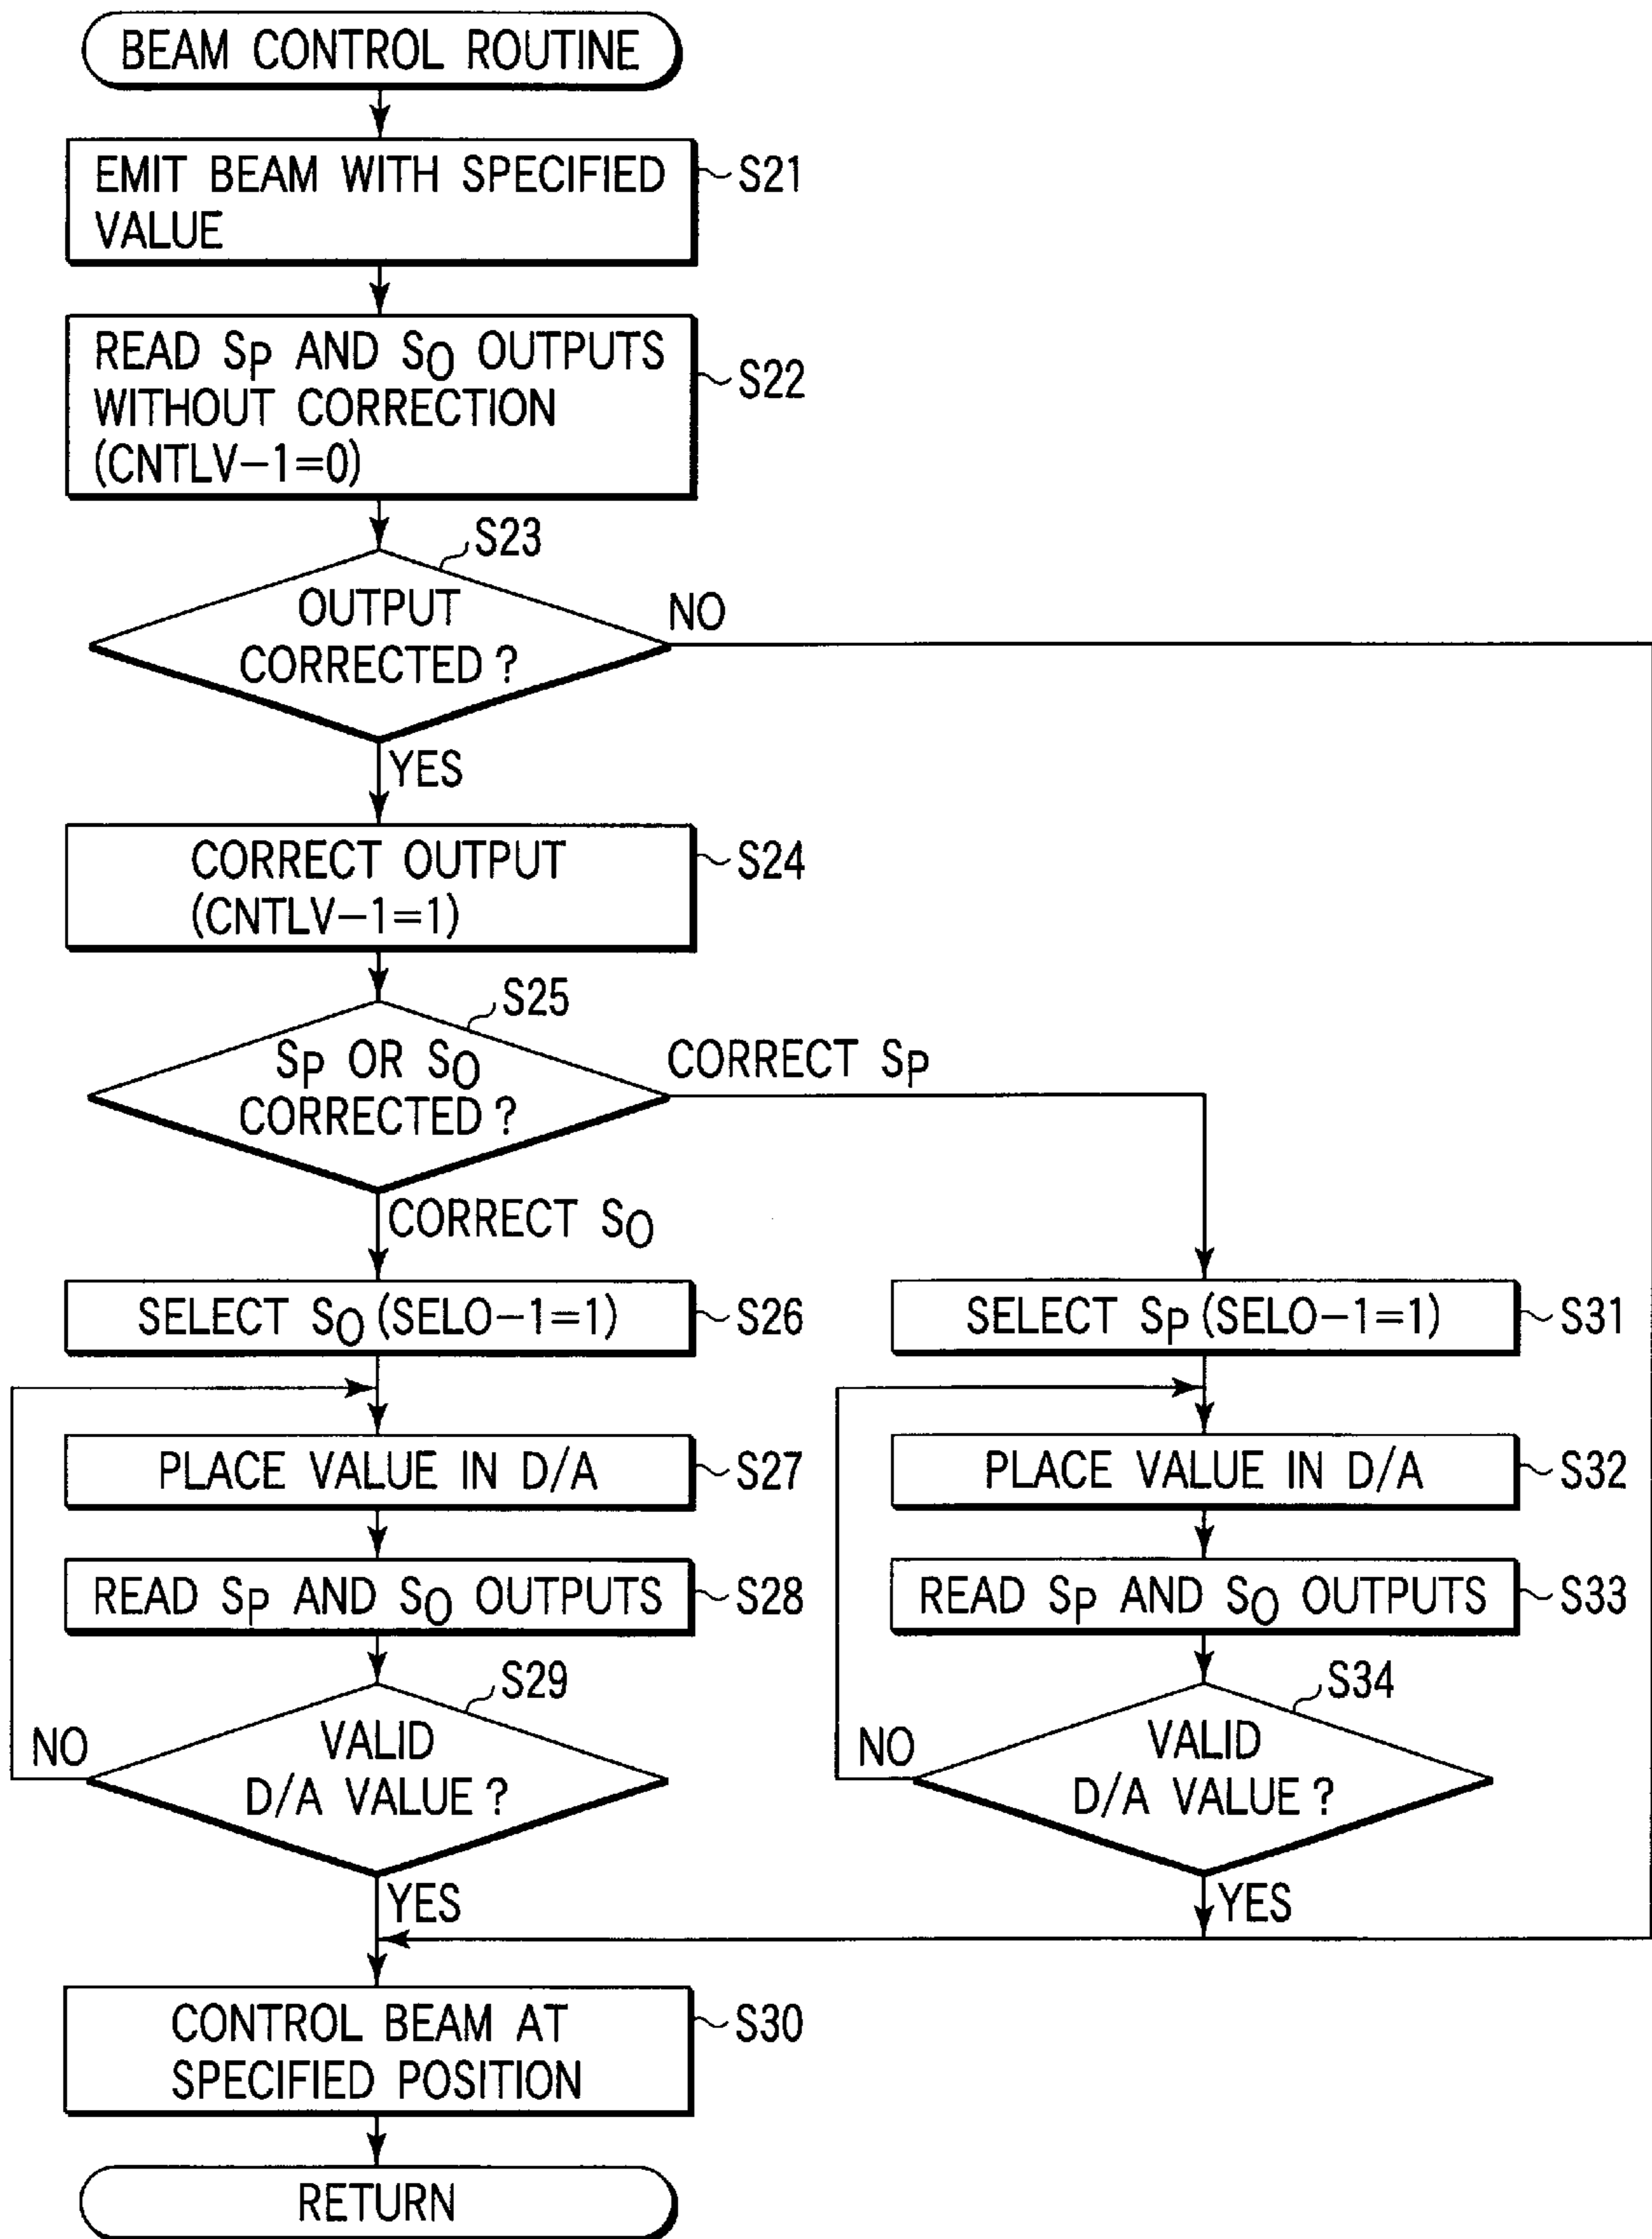 BEAM CONTROL ROUTINE
EMIT BEAM WITH SPECIFIED
VALUE
S21
READ SP AND SO OUTPUTS
WITHOUT CORRECTION
(CNTLV-1=0)
S22
S23
OUTPUT
CORRECTED?
NO
YES
CORRECT OUTPUT
(CNTLV-1=1)
S24
S25
SP OR SO
CORRECTED?
CORRECT SP
CORRECT SO
SELECT SO (SELO-1=1)
S26
SELECT SP (SELO-1=1)
S31
PLACE VALUE IN D/A
S27
PLACE VALUE IN D/A
S32
READ SP AND SO OUTPUTS
S28
READ SP AND SO OUTPUTS
S33
S29
VALID
D/A VALUE?
NO
YES
S34
VALID
D/A VALUE?
NO
YES
CONTROL BEAM AT
SPECIFIED POSITION
S30
RETURN